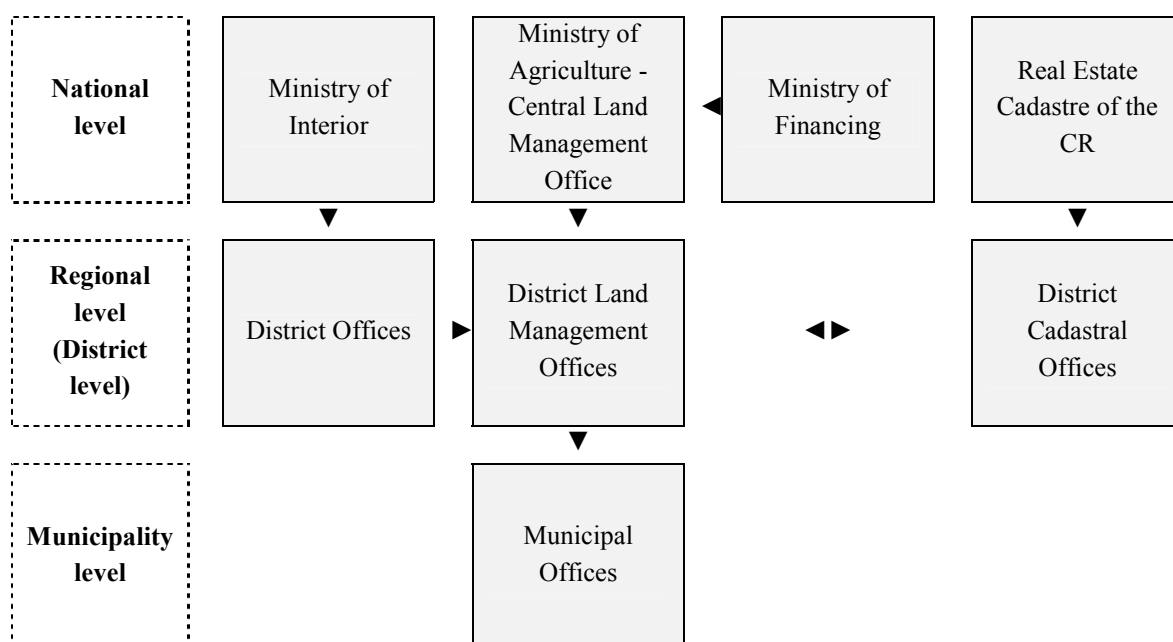 National
level
Ministry of
Interior
Ministry of
Agriculture -
Central Land
Management
Office
Ministry of
Financing
Real Estate
Cadastre of the
CR
Regional
level
(District
level)
District Offices
District Land
Management
Offices
District
Cadastral
Offices
Municipality
level
Municipal
Offices